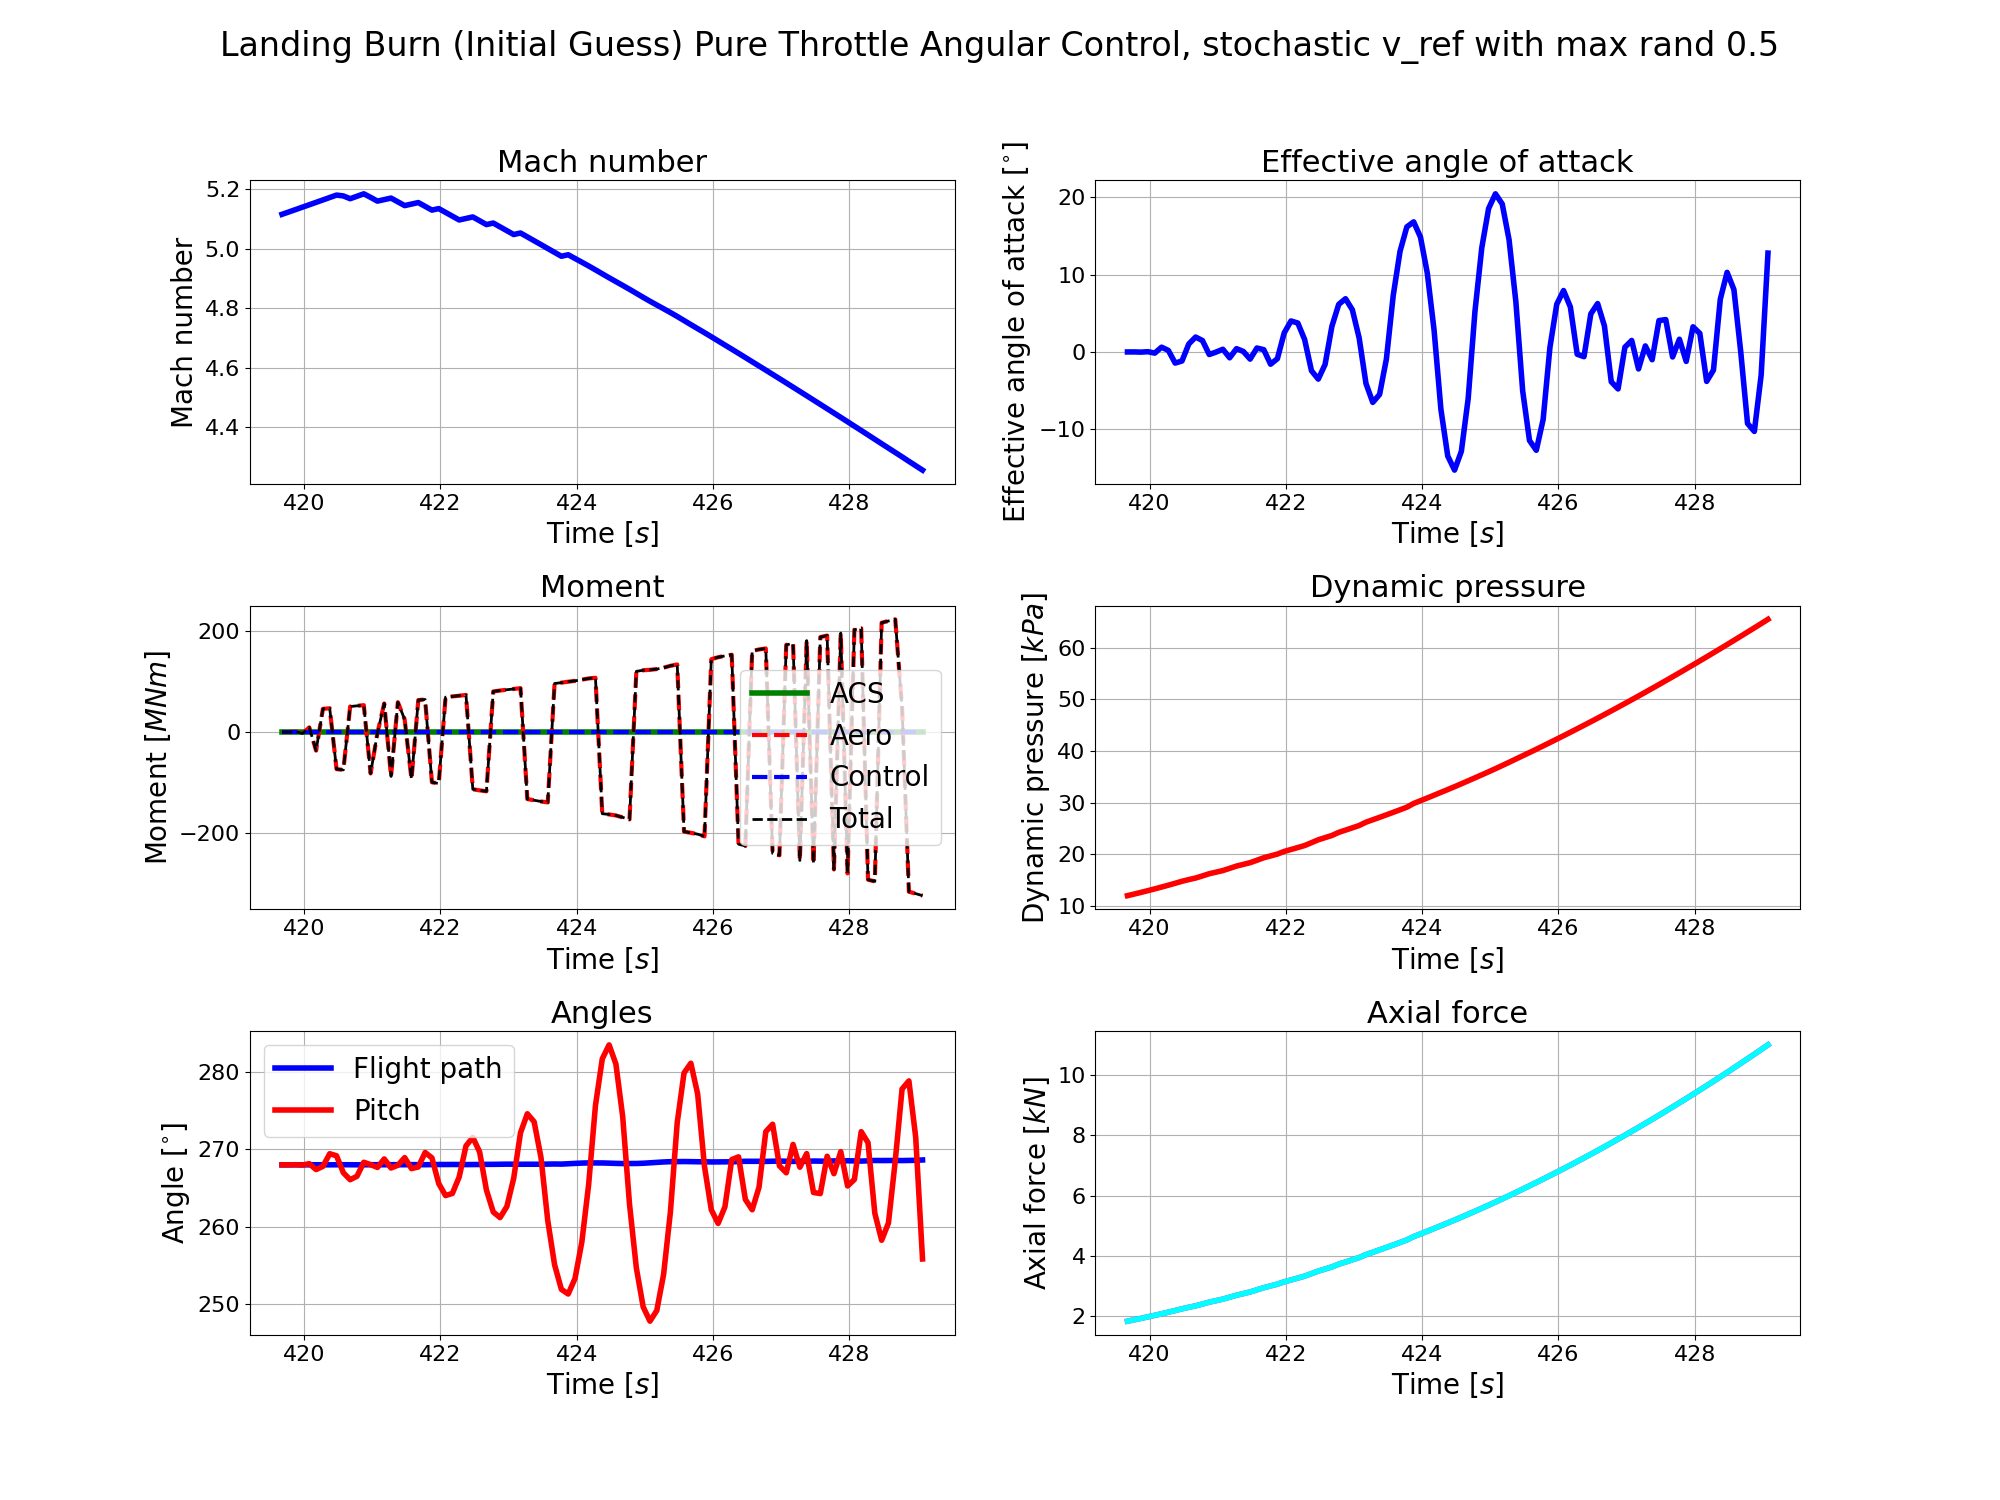 Landing Burn (Initial Guess) Pure Throttle Angular Control, stochastic v_ref with max rand 0.5
Mach number
Mach number
5.2
5.0
4.8
4.6
4.4
420 422 424 426 428
Time [s]
Effective angle of attack
Effective angle of attack [°]
20
10
0
−10
420 422 424 426 428
Time [s]
Moment
Moment [MNm]
200
0
−200
ACS
Aero
Control
Total
420 422 424 426 428
Time [s]
Dynamic pressure
Dynamic pressure [kPa]
60
50
40
30
20
10
420 422 424 426 428
Time [s]
Angles
Angle [°]
280
270
260
250
Flight path
Pitch
420 422 424 426 428
Time [s]
Axial force
Axial force [kN]
10
8
6
4
2
420 422 424 426 428
Time [s]